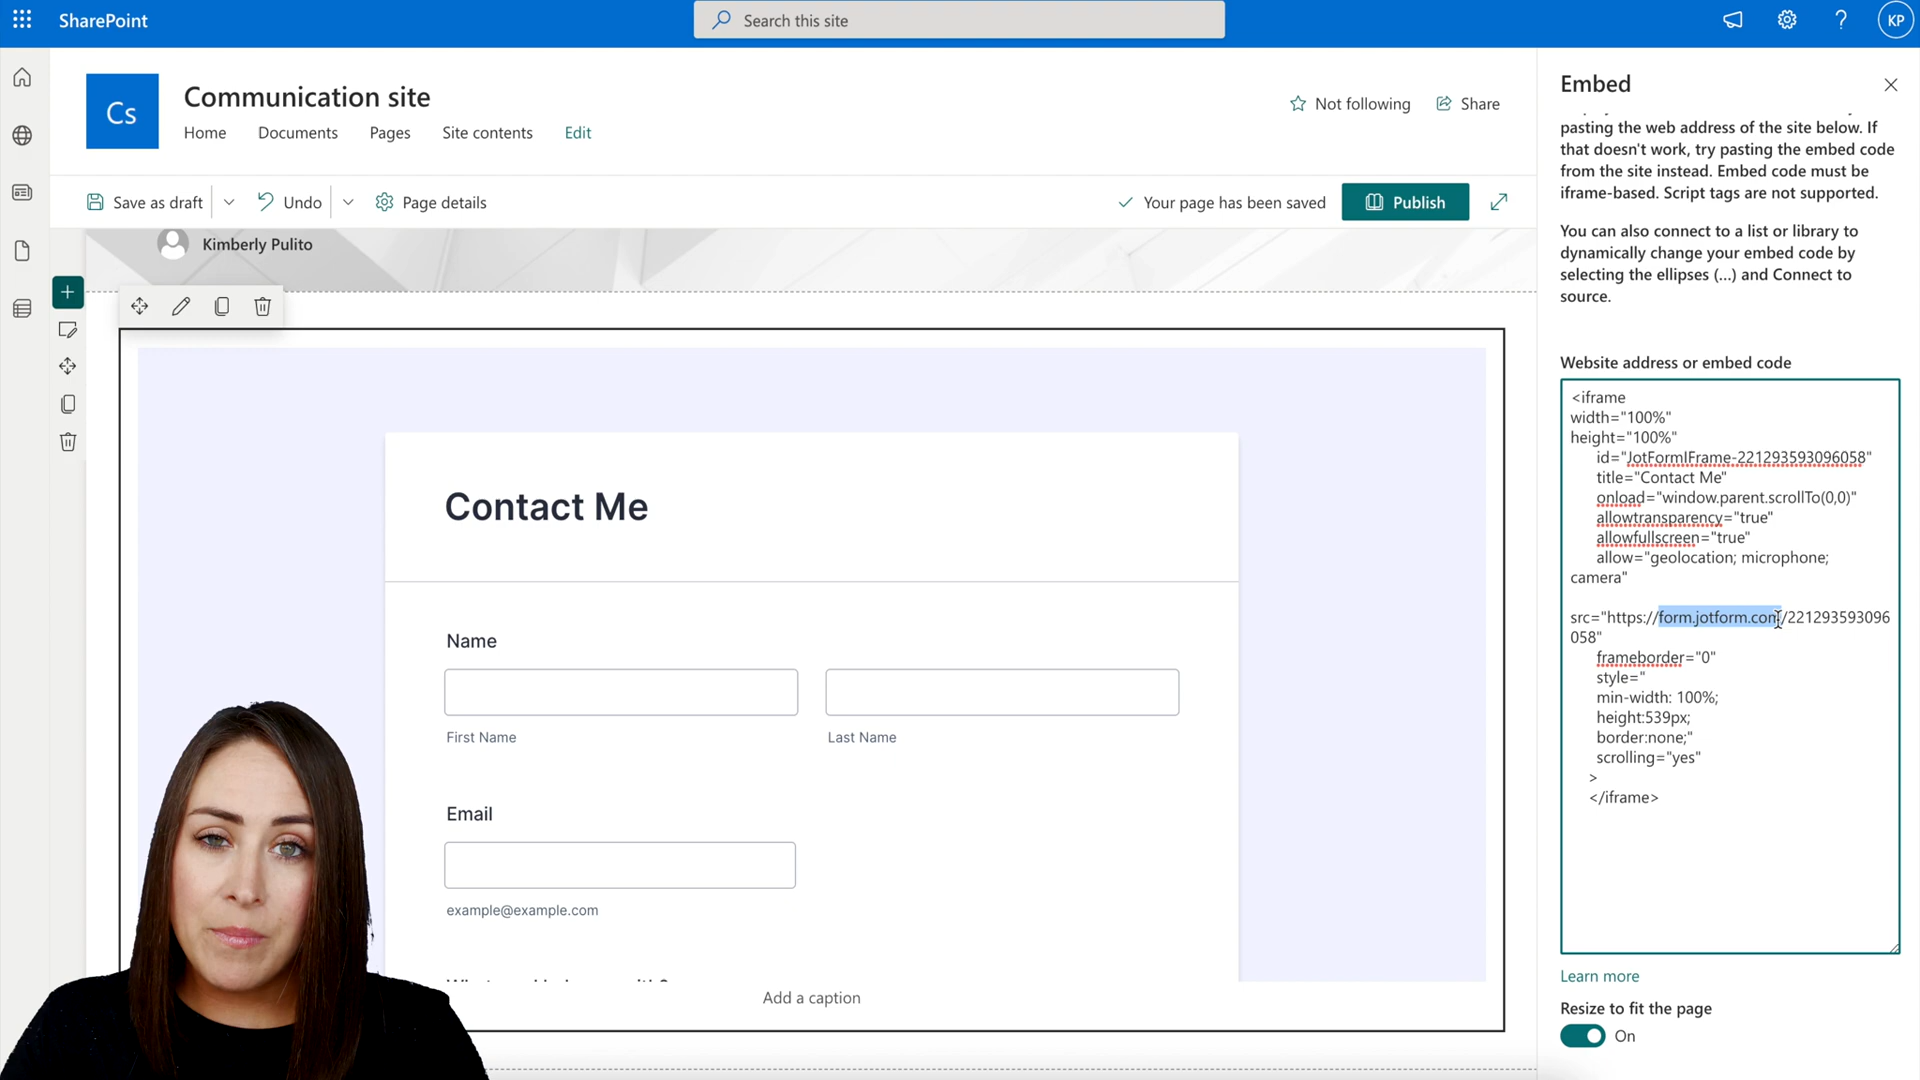 SharePoint
Search this site
KP
Cs
Communication site
Home
Documents
Pages
Site contents
Edit
Not following
Share
Save as draft
Undo
Page details
Your page has been saved
Publish
Kimberly Pulito
Contact Me
Name
First Name
Last Name
Email
example@example.com
Add a caption
Embed
pasting the web address of the site below. If
that doesn't work, try pasting the embed code
from the site instead. Embed code must be
iframe-based. Script tags are not supported.
You can also connect to a list or library to
dynamically change your embed code by
selecting the ellipses (...) and Connect to
source.
Website address or embed code
<iframe
width="100%"
height="100%"
id="JotFormIFrame-221293593096058"
title="Contact Me"
onload="window.parent.scrollTo(0,0)"
allowtransparency="true"
allowfullscreen="true"
allow="geolocation; microphone;
camera"
src="https://form.jotform.com/221293593096
058"
frameborder="0"
style="
min-width: 100%;
height:539px;
border:none;"
scrolling="yes"
>
</iframe>
Learn more
Resize to fit the page
On